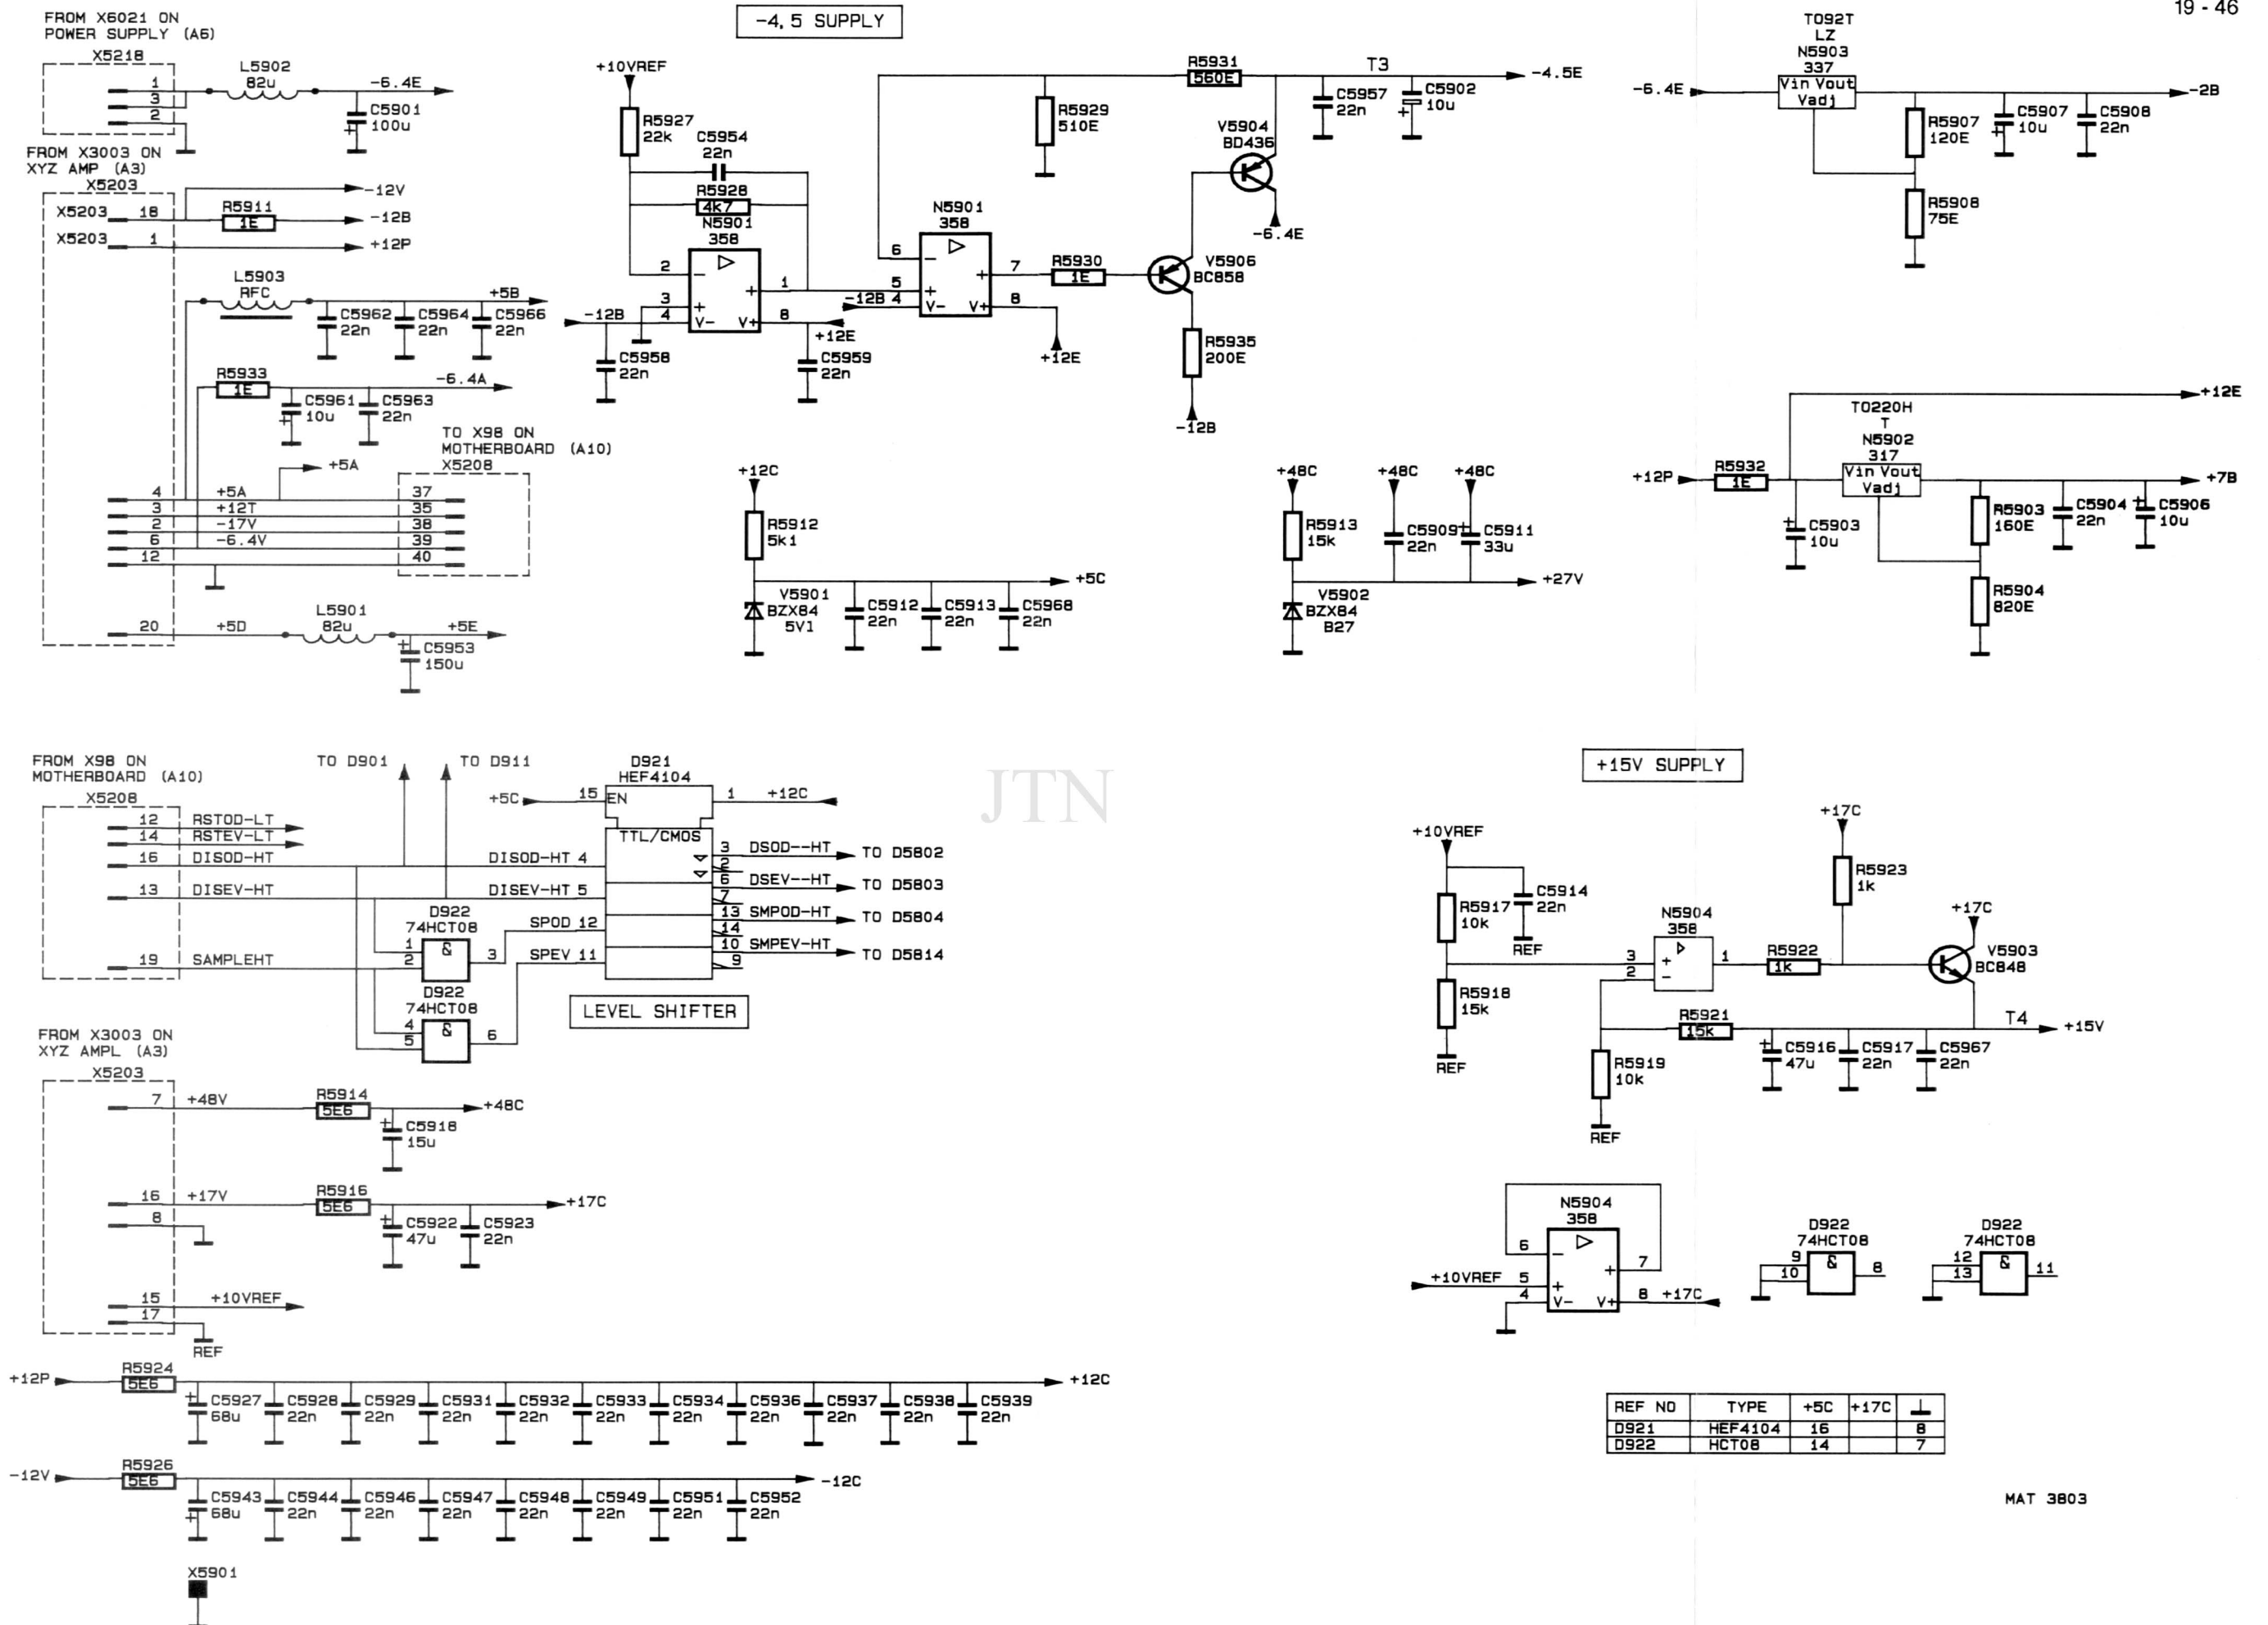 19 - 46
FROM X6021 ON
POWER SUPPLY (A6)
X5218
1
3
2
L5902
82u
-6.4E
C5901
100u
FROM X3003 ON
XYZ AMP (A3)
X5203
X5203 18
X5203 1
-12V
R5911
1E
-12B
+12P
L5903
RFC
+5B
C5962
22n
C5964
22n
C5966
22n
R5933
1E
-6.4A
C5961
10u
C5963
22n
TO X98 ON
MOTHERBOARD (A10)
X5208
+5A
4 +5A 37
3 +12T 35
2 -17V 38
6 -6.4V 39
12 40
L5901
82u
20 +5D
+5E
C5953
150u
-4,5 SUPPLY
+10VREF
R5927
22k
C5954
22n
R5928
4k7
N5901
358
2
3
4
1
8
V- V+
-12B
+12E
C5958
22n
C5959
22n
R5929
510E
R5931
560E
N5901
358
6
5
-12B 4
7
8
V- V+
+12E
R5930
1E
V5906
BC858
V5904
BD436
-6.4E
R5935
200E
-12B
C5957
22n
T3
C5902
10u
-4.5E
TO92T
LZ
N5903
337
Vin Vout
Vadj
-6.4E
-2B
R5907
120E
C5907
10u
C5908
22n
R5908
75E
+12E
TO220H
T
N5902
317
Vin Vout
Vadj
+12P
R5932
1E
+7B
C5903
10u
R5903
160E
C5904
22n
C5906
10u
R5904
820E
+12C
R5912
5k1
+5C
V5901
BZX84
5V1
C5912
22n
C5913
22n
C5968
22n
+48C
+48C
+48C
R5913
15k
C5909
22n
C5911
33u
+27V
V5902
BZX84
B27
FROM X98 ON
MOTHERBOARD (A10)
X5208
TO D901
TO D911
12 RSTOD-LT
14 RSTEV-LT
16 DISOD-HT
13 DISEV-HT
19 SAMPLEHT
D921
HEF4104
+5C 15 EN 1 +12C
TTL/CMOS
DISOD-HT 4
DISEV-HT 5
SPOD 12
SPEV 11
3 DSOD--HT TO D5802
2
6 DSEV--HT TO D5803
7
13 SMPOD-HT TO D5804
14
10 SMPEV-HT TO D5814
9
D922
74HCT08
1
2
&
3
D922
74HCT08
4
5
&
6
LEVEL SHIFTER
JTN
FROM X3003 ON
XYZ AMPL (A3)
X5203
7 +48V
R5914
5E6
+48C
C5918
15u
16 +17V
8
R5916
5E6
+17C
C5922
47u
C5923
22n
15 +10VREF
17
REF
+15V SUPPLY
+10VREF
R5917
10k
C5914
22n
REF
R5918
15k
REF
N5904
358
3
2
1
R5922
1k
+17C
R5923
1k
+17C
V5903
BC848
R5921
15k
T4
+15V
R5919
10k
REF
C5916
47u
C5917
22n
C5967
22n
N5904
358
6
+10VREF 5
4
7
V- V+ 8 +17C
D922
74HCT08
9
10
&
8
D922
74HCT08
12
13
&
11
+12P
R5924
5E6
+12C
C5927
68u
C5928
22n
C5929
22n
C5931
22n
C5932
22n
C5933
22n
C5934
22n
C5936
22n
C5937
22n
C5938
22n
C5939
22n
-12V
R5926
5E6
-12C
C5943
68u
C5944
22n
C5946
22n
C5947
22n
C5948
22n
C5949
22n
C5951
22n
C5952
22n
X5901
REF NO TYPE +5C +17C ⊥
D921 HEF4104 16 8
D922 HCT08 14 7
MAT 3803